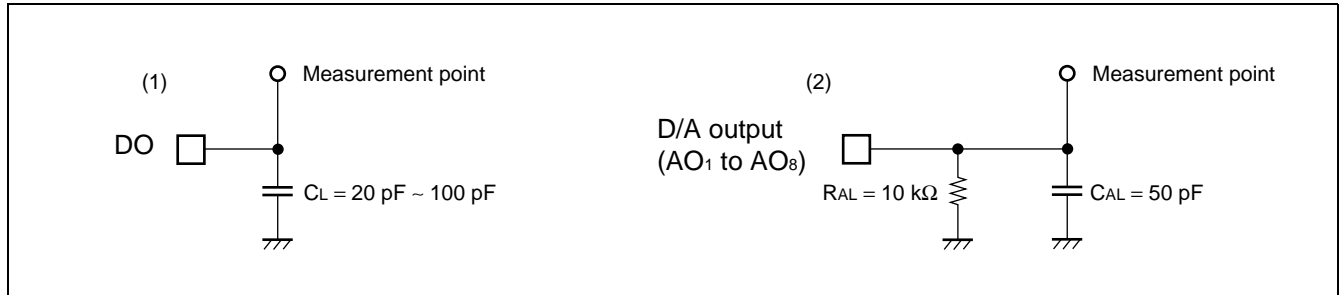 (1)
Measurement point
DO
CL = 20 pF ~ 100 pF
(2)
Measurement point
D/A output
(AO1 to AO8)
RAL = 10 kΩ
CAL = 50 pF